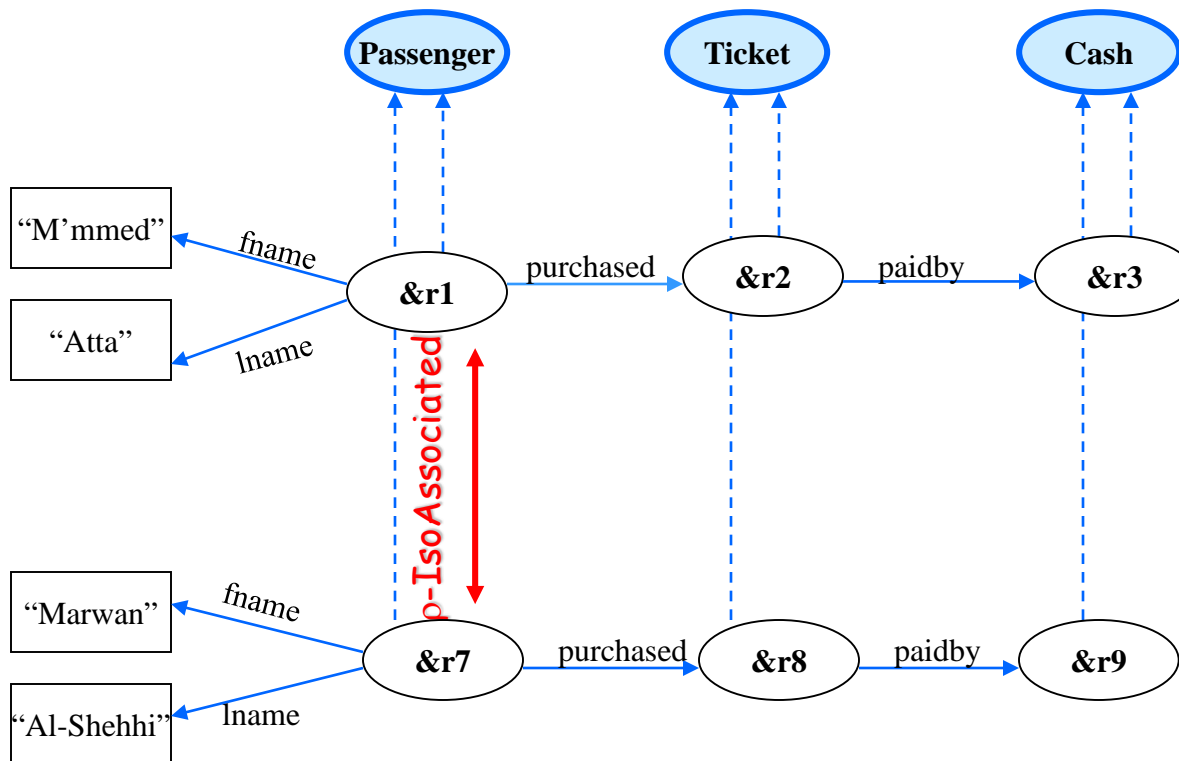 Passenger
Ticket
Cash
“M’mmed”
fname
&r1
purchased
&r2
paidby
&r3
“Atta”
lname
ρ-IsoAssociated
“Marwan”
fname
&r7
purchased
&r8
paidby
&r9
“Al-Shehhi”
lname